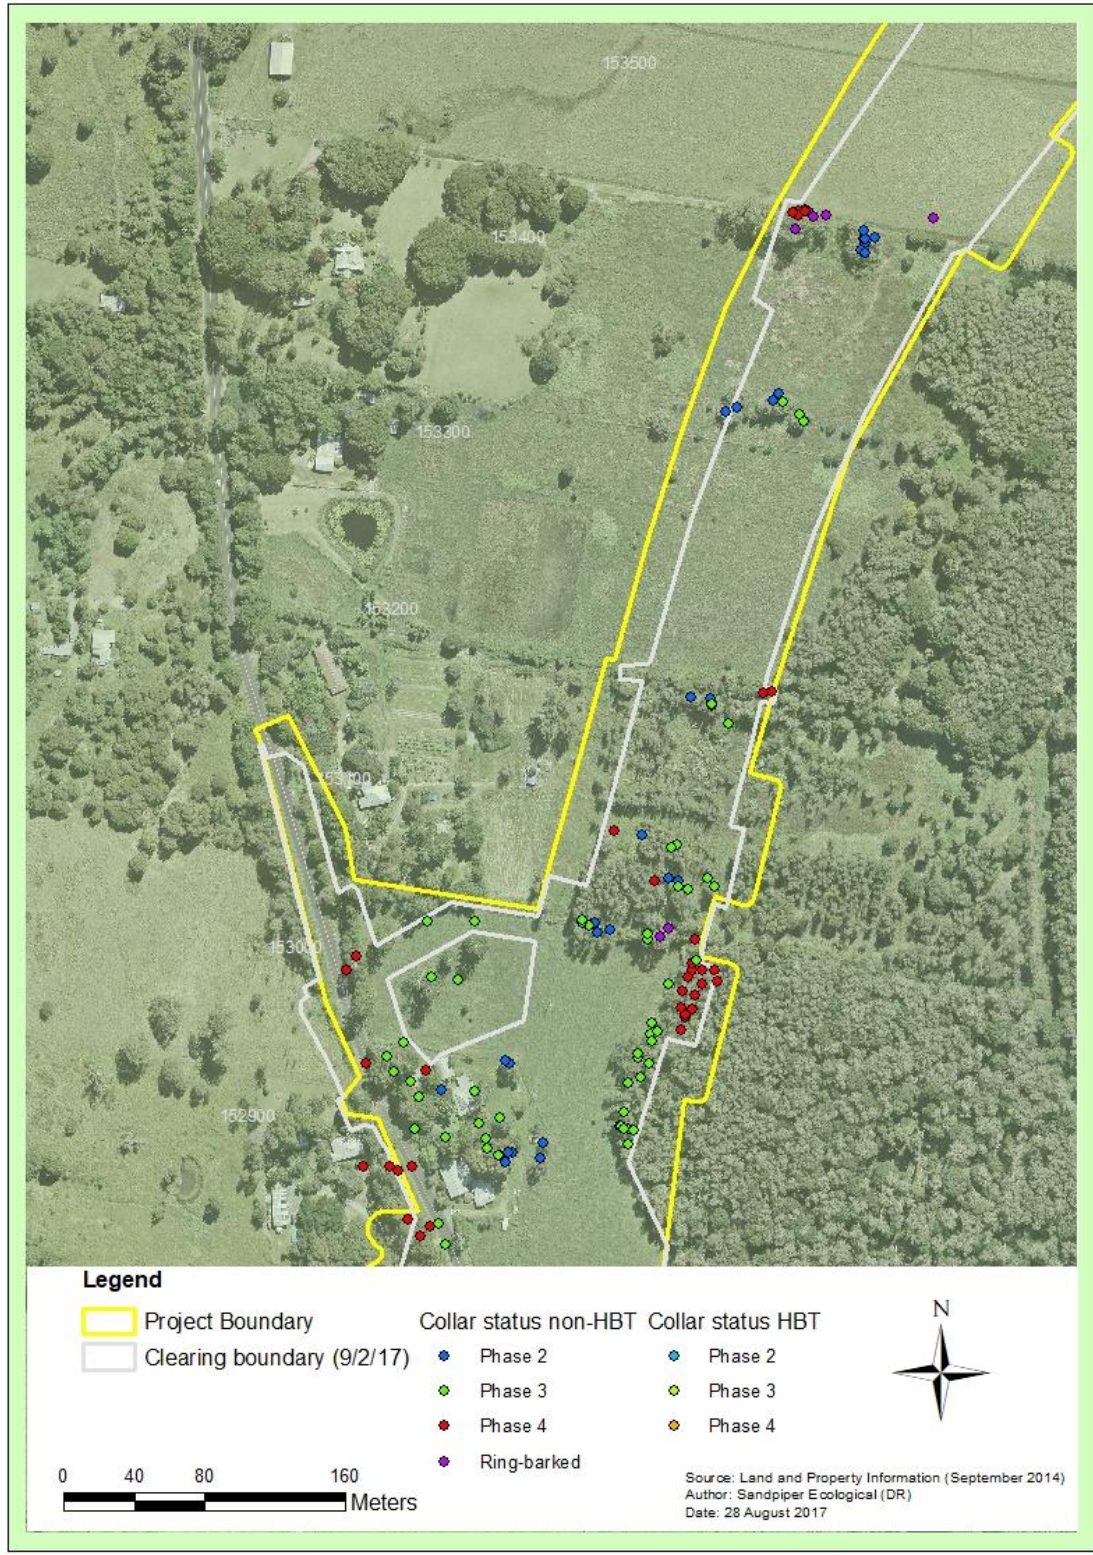 153500
153400
153300
153200
153100
153000
152900
Legend
Project Boundary
Clearing boundary (9/2/17)
Collar status non-HBT
Phase 2
Phase 3
Phase 4
Ring-barked
Collar status HBT
Phase 2
Phase 3
Phase 4
N
0 40 80 160
Meters
Source: Land and Property Information (September 2014)
Author: Sandpiper Ecological (DR)
Date: 28 August 2017